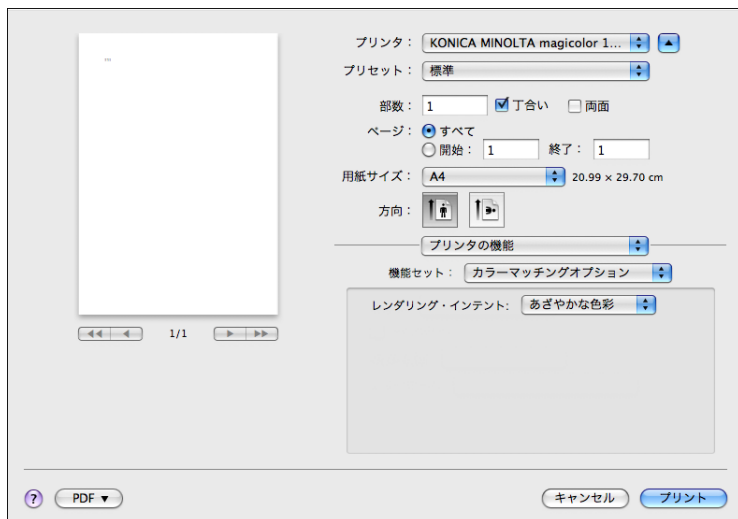 プリンタ： KONICA MINOLTA magicolor 1...
プリセット： 標準
部数： 1 丁合い 両面
ページ： すべて
開始： 1 終了： 1
用紙サイズ： A4 20.99 × 29.70 cm
方向：
プリンタの機能
機能セット： カラーマッチングオプション
レンダリング・インテント: あざやかな色彩
1/1
? PDF ▼ キャンセル プリント